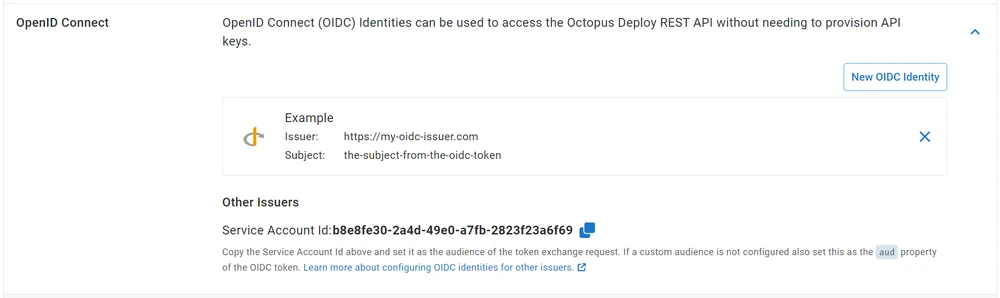 OpenID Connect
OpenID Connect (OIDC) Identities can be used to access the Octopus Deploy REST API without needing to provision API
keys.
New OIDC Identity
Example
Issuer: https://my-oidc-issuer.com
Subject: the-subject-from-the-oidc-token
Other Issuers
Service Account Id:b8e8fe30-2a4d-49e0-a7fb-2823f23a6f69
Copy the Service Account Id above and set it as the audience of the token exchange request. If a custom audience is not configured also set this as the aud property
of the OIDC token. Learn more about configuring OIDC identities for other issuers.